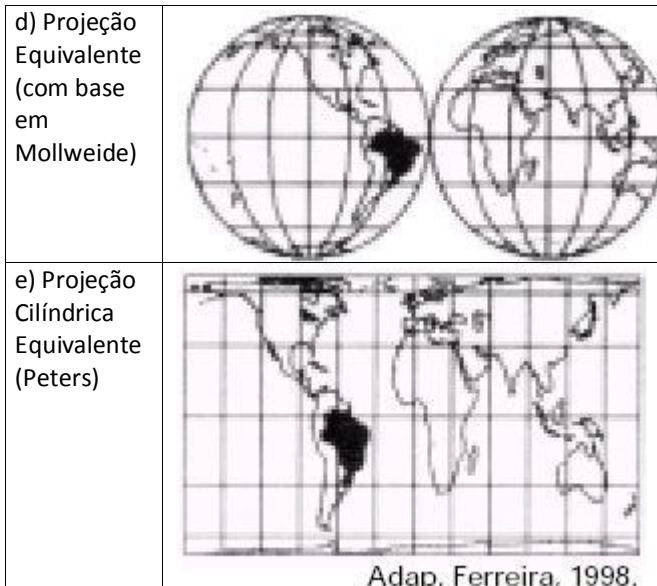 d) Projeção
Equivalente
(com base
em
Mollweide)
e) Projeção
Cilíndrica
Equivalente
(Peters)
Adap. Ferreira, 1998.